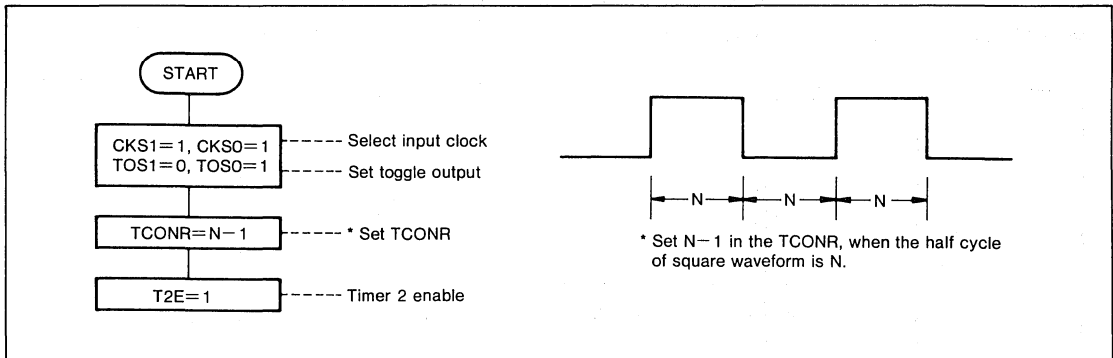 START
CKS1=1, CKS0=1
TOS1=0, TOS0=1
Select input clock
Set toggle output
TCONR=N-1
* Set TCONR
T2E=1
Timer 2 enable
N
N
N
* Set N-1 in the TCONR, when the half cycle
of square waveform is N.